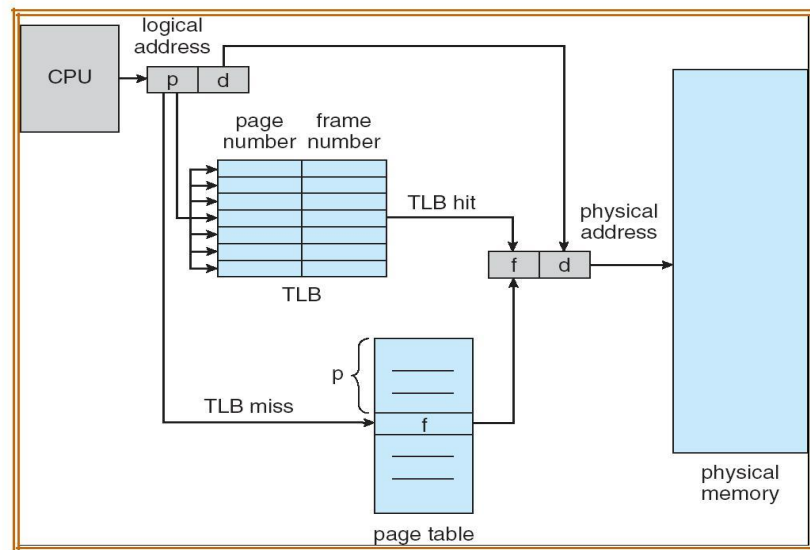 logical
address
CPU
p
d
page
number
frame
number
TLB hit
physical
address
f
d
TLB
p
TLB miss
f
physical
memory
page table